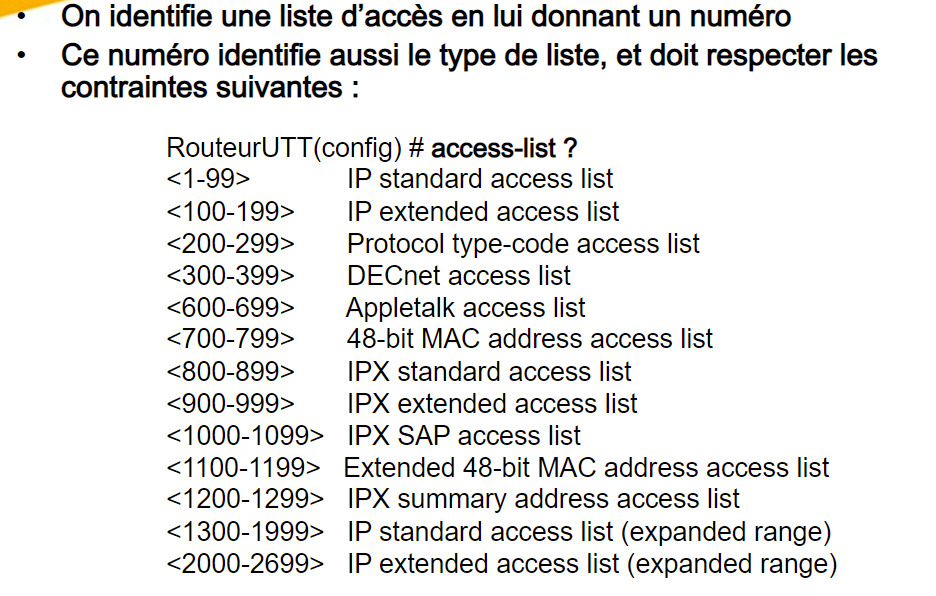 • On identifie une liste d’accès en lui donnant un numéro
• Ce numéro identifie aussi le type de liste, et doit respecter les
contraintes suivantes :
RouteurUTT(config) # access-list ?
<1-99> IP standard access list
<100-199> IP extended access list
<200-299> Protocol type-code access list
<300-399> DECnet access list
<600-699> Appletalk access list
<700-799> 48-bit MAC address access list
<800-899> IPX standard access list
<900-999> IPX extended access list
<1000-1099> IPX SAP access list
<1100-1199> Extended 48-bit MAC address access list
<1200-1299> IPX summary address access list
<1300-1999> IP standard access list (expanded range)
<2000-2699> IP extended access list (expanded range)